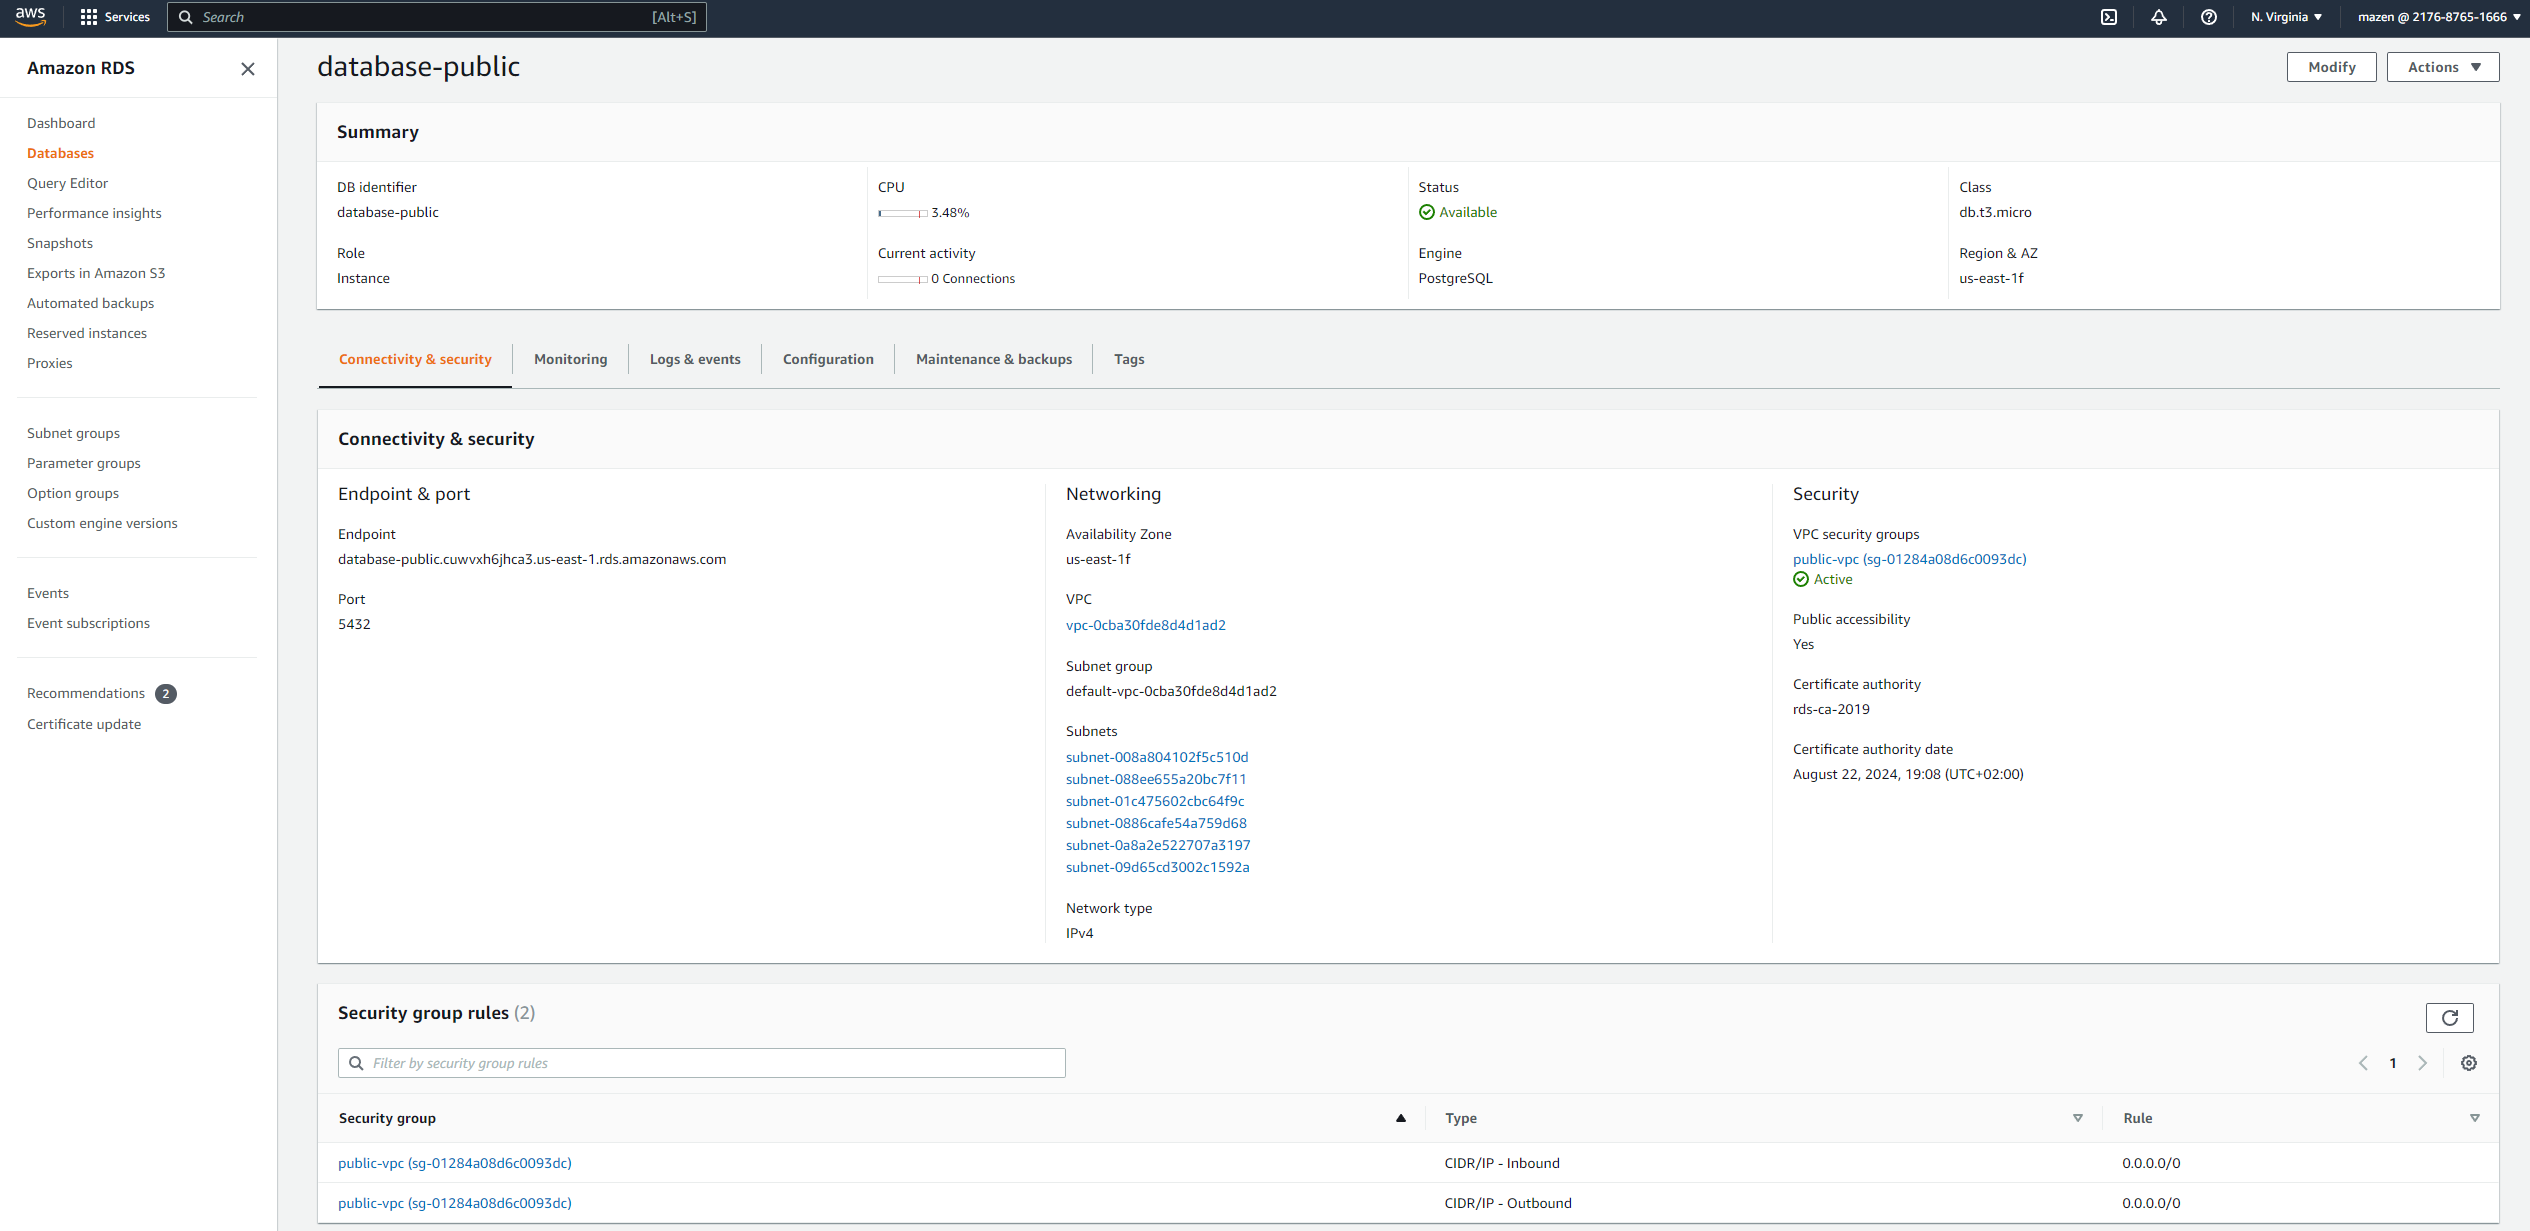 aws
Services
Search [Alt+S]
N. Virginia
mazen @ 2176-8765-1666
Amazon RDS
Dashboard
Databases
Query Editor
Performance insights
Snapshots
Exports in Amazon S3
Automated backups
Reserved instances
Proxies
Subnet groups
Parameter groups
Option groups
Custom engine versions
Events
Event subscriptions
Recommendations 2
Certificate update
database-public
Modify
Actions
Summary
DB identifier
database-public
Role
Instance
CPU
3.48%
Current activity
0 Connections
Status
Available
Engine
PostgreSQL
Class
db.t3.micro
Region & AZ
us-east-1f
Connectivity & security
Monitoring
Logs & events
Configuration
Maintenance & backups
Tags
Connectivity & security
Endpoint & port
Endpoint
database-public.cuwvxh6jhca3.us-east-1.rds.amazonaws.com
Port
5432
Networking
Availability Zone
us-east-1f
VPC
vpc-0cba30fde8d4d1ad2
Subnet group
default-vpc-0cba30fde8d4d1ad2
Subnets
subnet-008a804102f5c510d
subnet-088ee655a20bc7f11
subnet-01c475602cbc64f9c
subnet-0886cafe54a759d68
subnet-0a8a2e522707a3197
subnet-09d65cd3002c1592a
Network type
IPv4
Security
VPC security groups
public-vpc (sg-01284a08d6c0093dc)
Active
Public accessibility
Yes
Certificate authority
rds-ca-2019
Certificate authority date
August 22, 2024, 19:08 (UTC+02:00)
Security group rules (2)
Filter by security group rules
1
Security group Type Rule
public-vpc (sg-01284a08d6c0093dc) CIDR/IP - Inbound 0.0.0.0/0
public-vpc (sg-01284a08d6c0093dc) CIDR/IP - Outbound 0.0.0.0/0